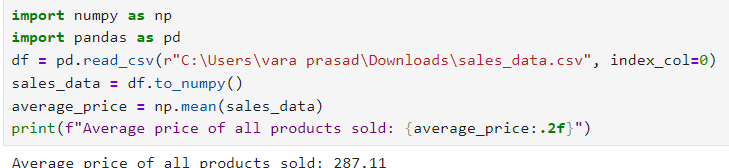 import numpy as np
import pandas as pd
df = pd.read_csv(r"C:\Users\vara prasad\Downloads\sales_data.csv", index_col=0)
sales_data = df.to_numpy()
average_price = np.mean(sales_data)
print(f"Average price of all products sold: {average_price:.2f}")
Average price of all products sold: 287.11